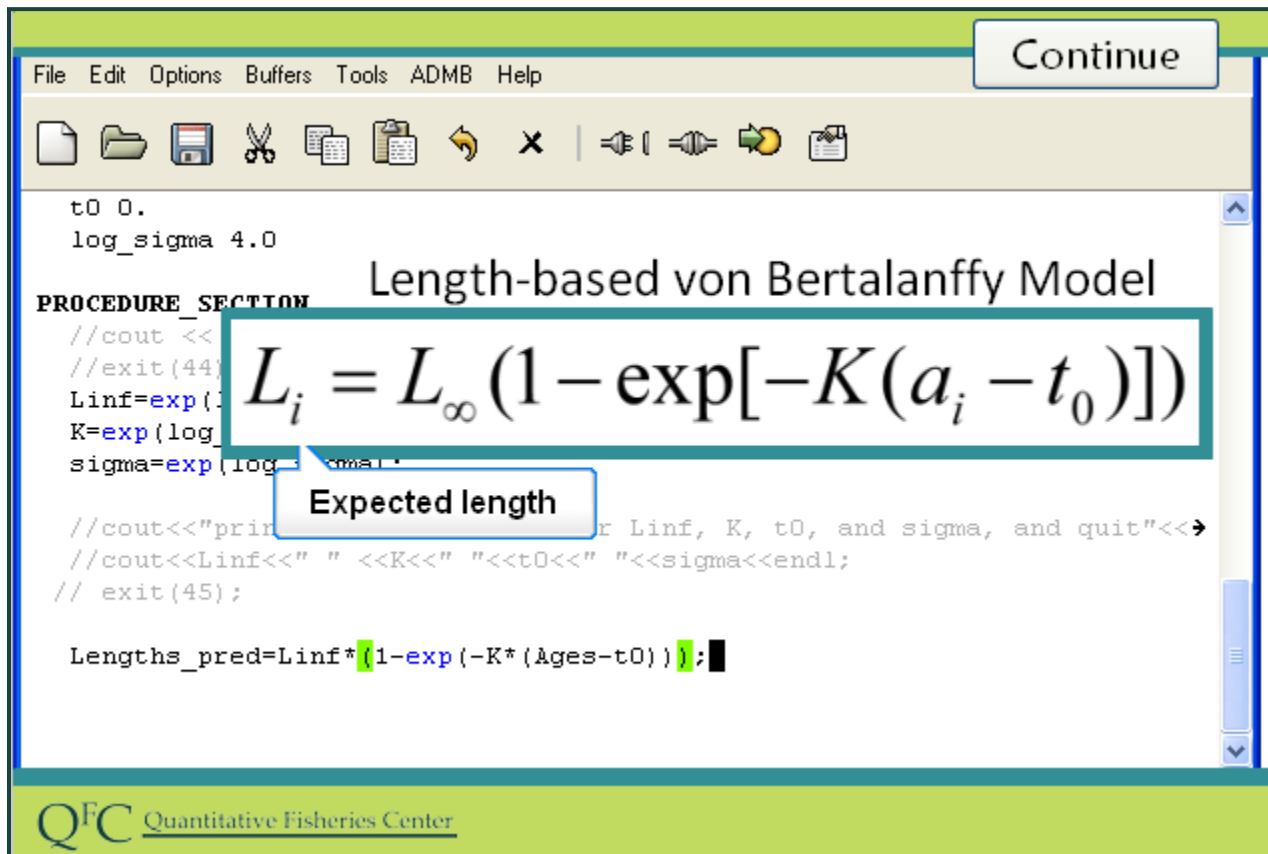 Continue
File Edit Options Buffers Tools ADMB Help
t0 0.
log_sigma 4.0
Length-based von Bertalanffy Model
PROCEDURE_SECTION
//cout <<
//exit(44)
L_i = L_∞(1 − exp[−K(a_i − t_0)])
Linf=exp(
K=exp(log_
sigma=exp(log_sigma);
Expected length
//cout<<"prin r Linf, K, t0, and sigma, and quit"<<
//cout<<Linf<<" " <<K<<" "<<t0<<" "<<sigma<<endl;
// exit(45);
Lengths_pred=Linf*(1-exp(-K*(Ages-t0)));
QFC Quantitative Fisheries Center